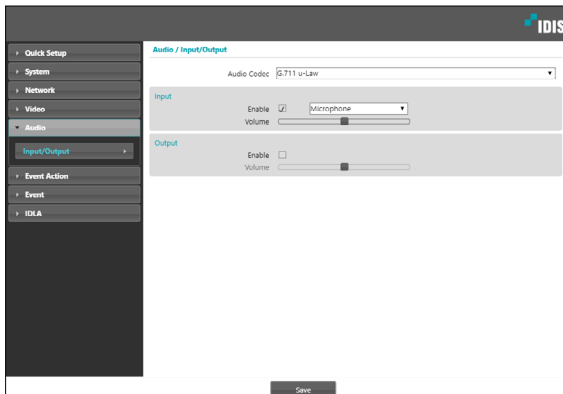 IDIS
Quick Setup
System
Network
Video
Audio
Input/Output
Event Action
Event
IDLA
Audio / Input/Output
Audio Codec G.711 u-Law
Input
Enable Microphone
Volume
Output
Enable
Volume
Save